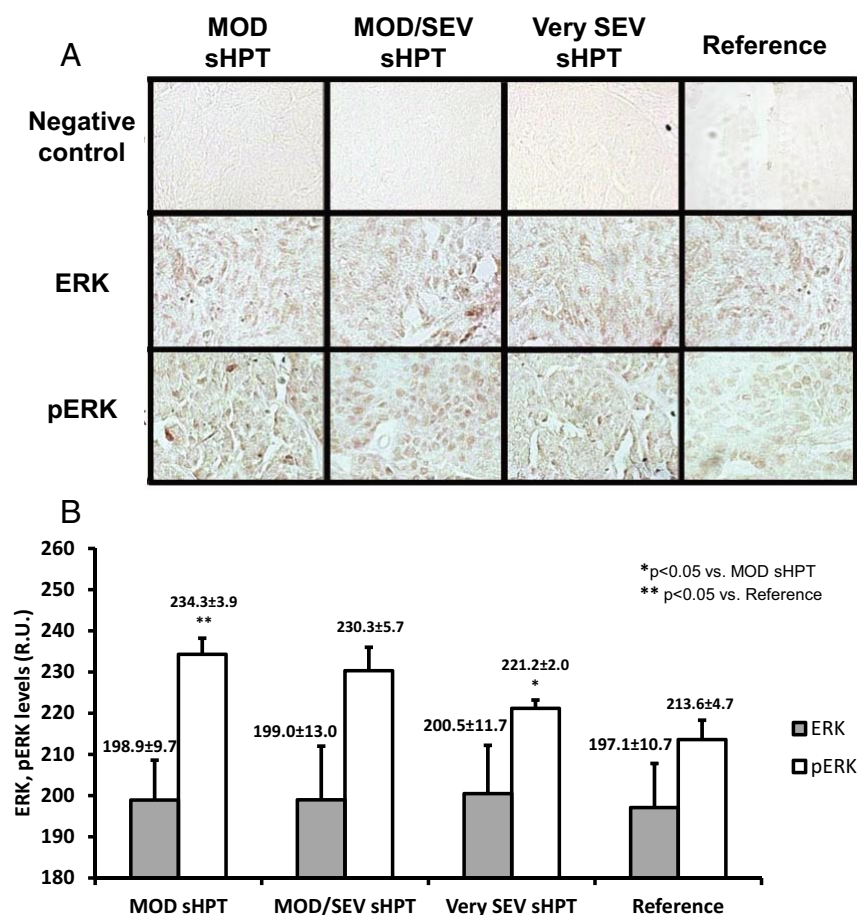 A
MOD
sHPT
MOD/SEV
sHPT
Very SEV
sHPT
Reference
Negative
control
ERK
pERK
B
ERK, pERK levels (R.U.)
260
250
240
230
220
210
200
190
180
*p<0.05 vs. MOD sHPT
** p<0.05 vs. Reference
234.3±3.9
**
230.3±5.7
221.2±2.0
*
213.6±4.7
198.9±9.7
199.0±13.0
200.5±11.7
197.1±10.7
ERK
pERK
MOD sHPT
MOD/SEV sHPT
Very SEV sHPT
Reference